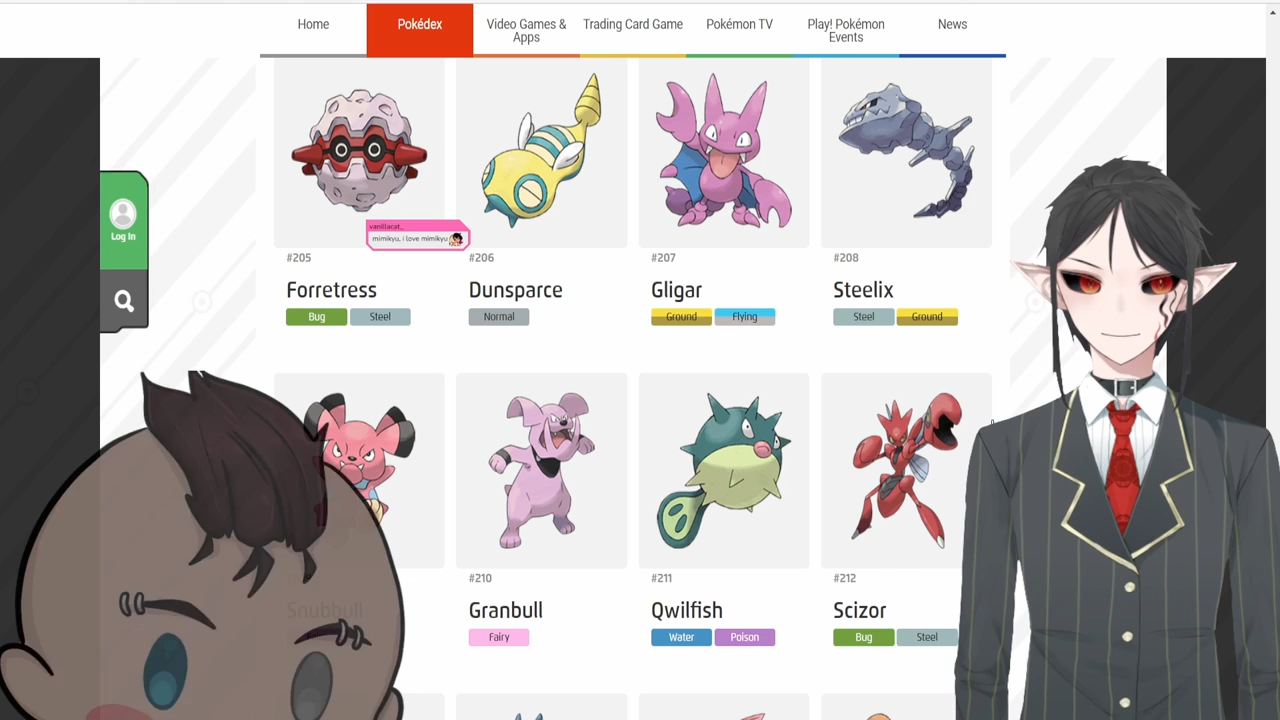 Home
Pokédex
Video Games &
Apps
Trading Card Game
Pokémon TV
Play! Pokémon
Events
News
Log In
vanillacat_
mimikyu, i love mimikyu
#205
#206
#207
#208
Forretress
Dunsparce
Gligar
Steelix
Bug
Steel
Normal
Ground
Flying
Steel
Ground
#210
#211
#212
Snubbull
Granbull
Qwilfish
Scizor
Fairy
Water
Poison
Bug
Steel